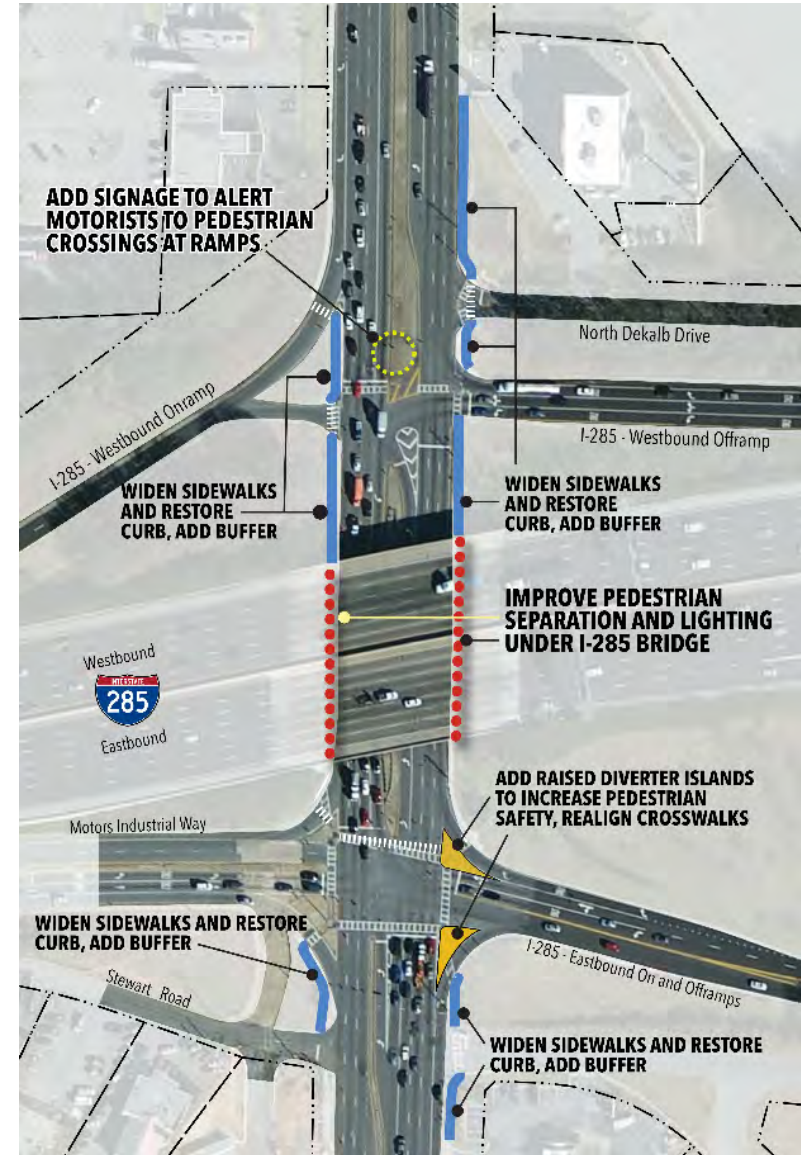 ADD SIGNAGE TO ALERT
MOTORISTS TO PEDESTRIAN
CROSSINGS AT RAMPS
North Dekalb Drive
I-285 - Westbound Onramp
I-285 - Westbound Offramp
WIDEN SIDEWALKS
AND RESTORE
CURB, ADD BUFFER
WIDEN SIDEWALKS
AND RESTORE
CURB, ADD BUFFER
IMPROVE PEDESTRIAN
SEPARATION AND LIGHTING
UNDER I-285 BRIDGE
Westbound
INTERSTATE
285
Eastbound
ADD RAISED DIVERTER ISLANDS
TO INCREASE PEDESTRIAN
SAFETY, REALIGN CROSSWALKS
Motors Industrial Way
WIDEN SIDEWALKS AND RESTORE
CURB, ADD BUFFER
I-285 - Eastbound On and Offramps
Stewart Road
WIDEN SIDEWALKS AND RESTORE
CURB, ADD BUFFER